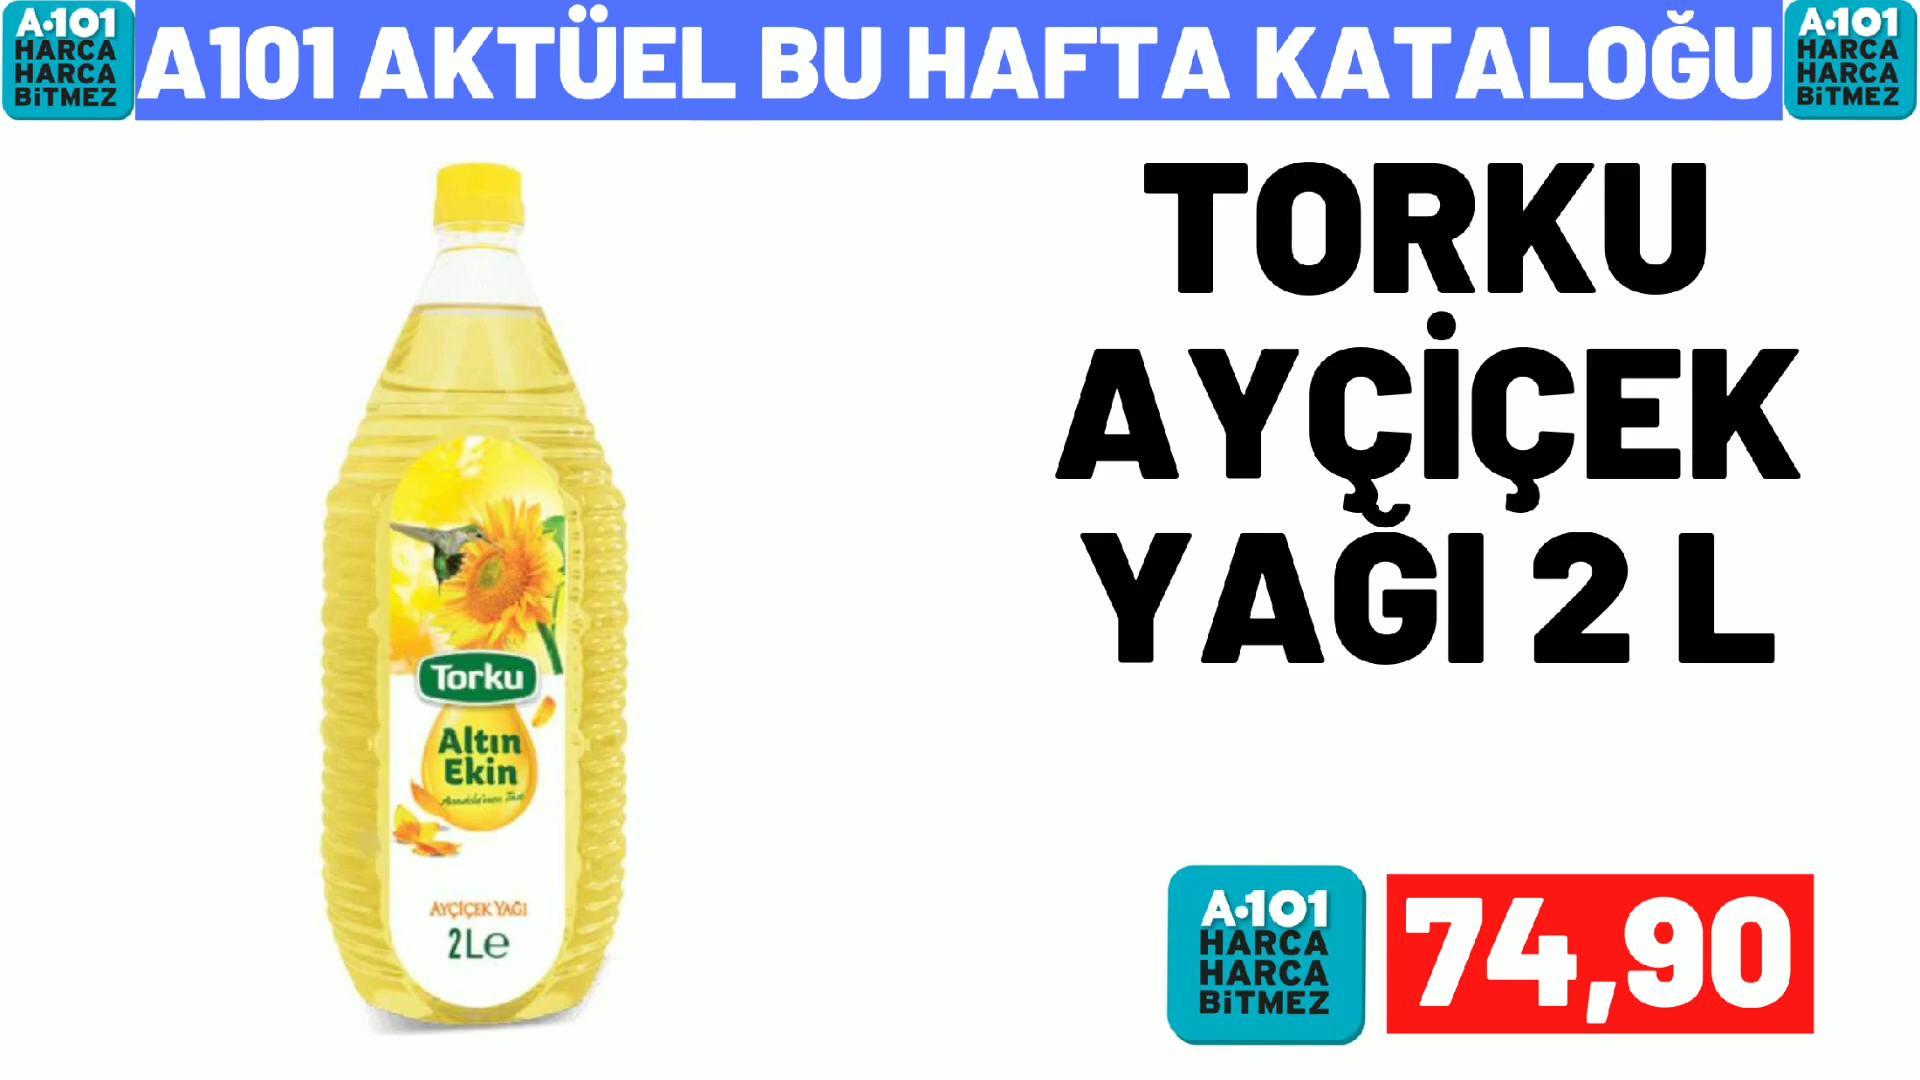 A101
HARCA
HARCA
BiTMEZ
A101 AKTÜEL BU HAFTA KATALOĞU
A101
HARCA
HARCA
BiTMEZ
TORKU
AYÇİÇEK
YAĞI 2 L
Torku
Altın
Ekin
AYÇİÇEK YAĞI
2Le
A101
HARCA
HARCA
BiTMEZ
74,90